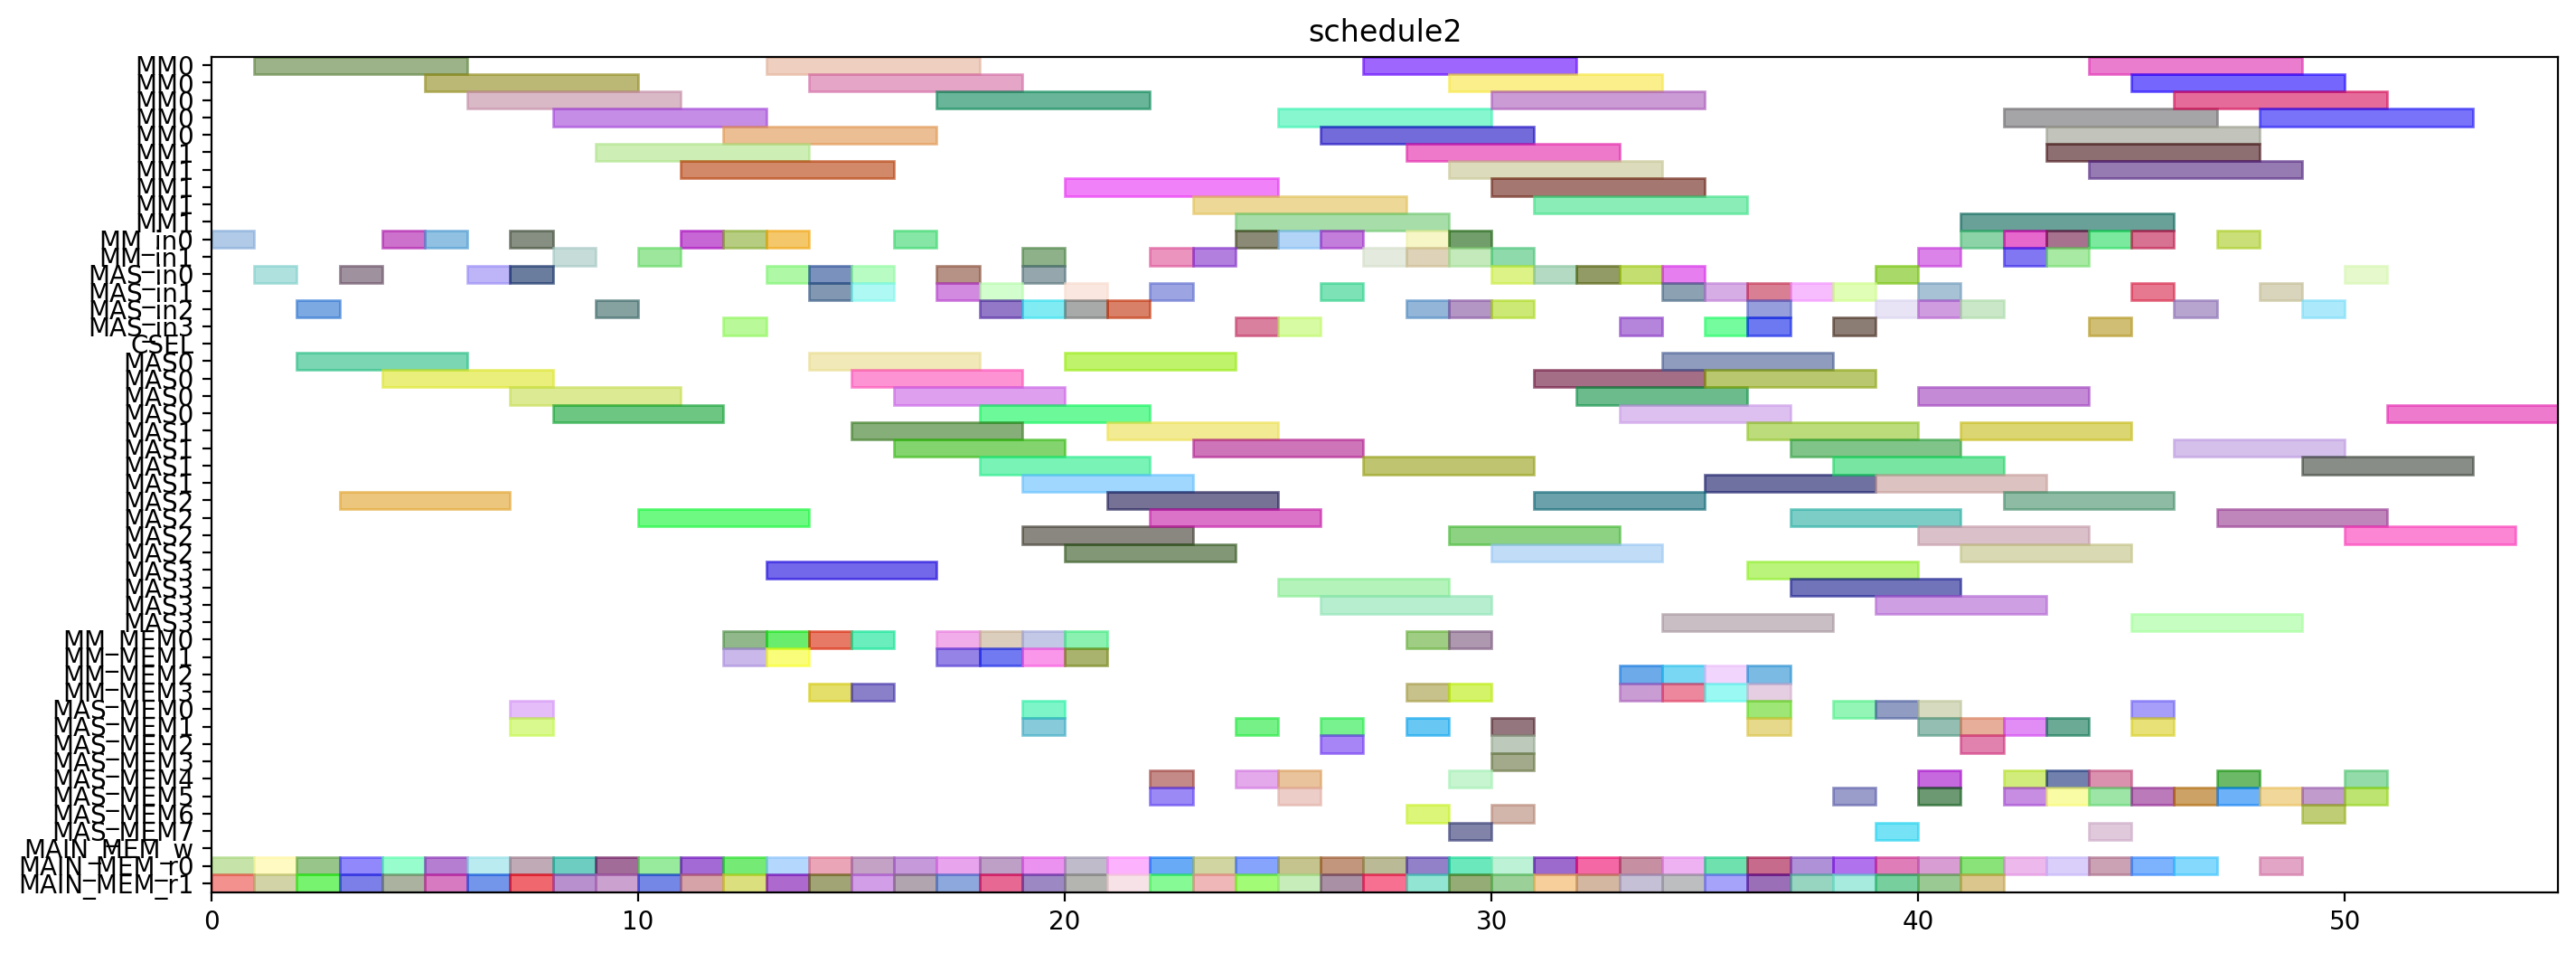 schedule2
MM0
MM0
MM0
MM0
MM0
MM1
MM1
MM1
MM1
MM1
MM_in0
MM_in1
MAS_in0
MAS_in1
MAS_in2
MAS_in3
CSEL
MAS0
MAS0
MAS0
MAS0
MAS1
MAS1
MAS1
MAS1
MAS2
MAS2
MAS2
MAS2
MAS3
MAS3
MAS3
MAS3
MM_MEM0
MM_MEM1
MM_MEM2
MM_MEM3
MAS_MEM0
MAS_MEM1
MAS_MEM2
MAS_MEM3
MAS_MEM4
MAS_MEM5
MAS_MEM6
MAS_MEM7
MAIN_MEM_w
MAIN_MEM_r0
MAIN_MEM_r1
0 10 20 30 40 50